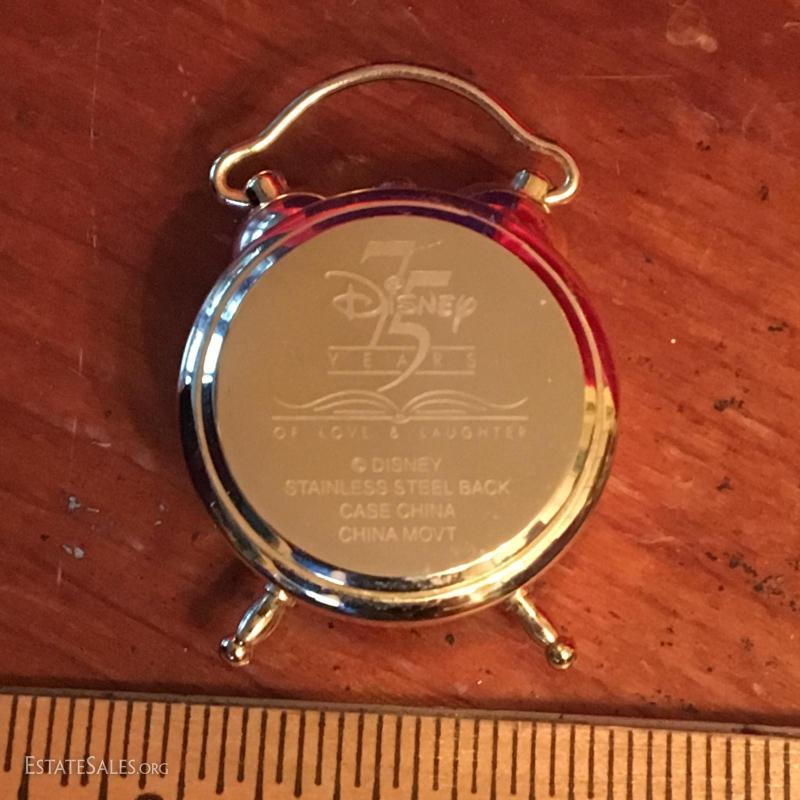 75
Disney
YEARS
OF LOVE & LAUGHTER
© DISNEY
STAINLESS STEEL BACK
CASE CHINA
CHINA MOVT
ESTATESALES.ORG